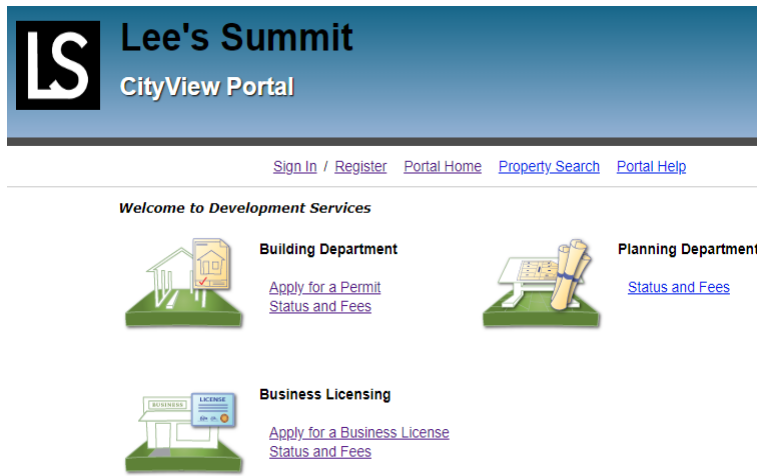 LS
Lee's Summit
CityView Portal
Sign In / Register Portal Home Property Search Portal Help
Welcome to Development Services
Building Department
Apply for a Permit
Status and Fees
Planning Department
Status and Fees
BUSINESS
LICENSE
Business Licensing
Apply for a Business License
Status and Fees